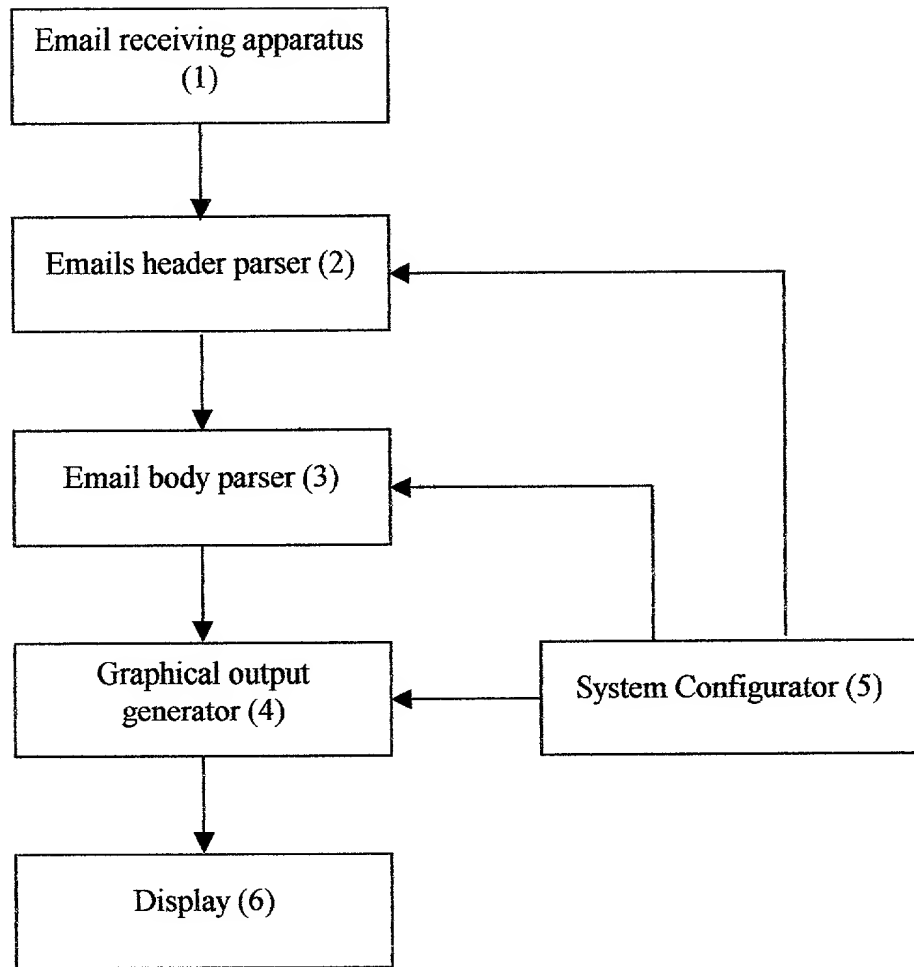 Email receiving apparatus
(1)
Emails header parser (2)
Email body parser (3)
Graphical output
generator (4)
System Configurator (5)
Display (6)